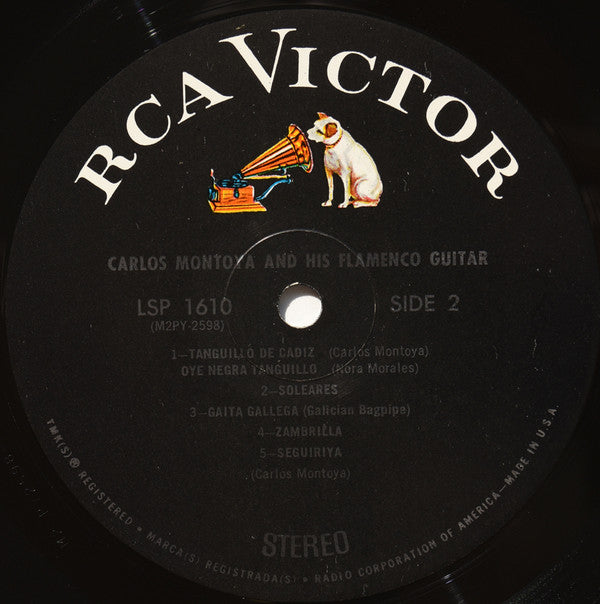 RCA VICTOR
CARLOS MONTOYA AND HIS FLAMENCO GUITAR
LSP 1610
SIDE 2
(M2PY-2598)
1—TANGUILLO DE CADIZ (Carlos Montoya)
OYE NEGRA TANGUILLO (Nora Morales)
2—SOLEARES
3—GAITA GALLEGA (Galician Bagpipe)
4—ZAMBRILLA
5—SEGUIRIYA
(Carlos Montoya)
STEREO
TMK(S) ® REGISTERED • MARCA(S) REGISTRADA(S) • RADIO CORPORATION OF AMERICA—MADE IN U.S.A.